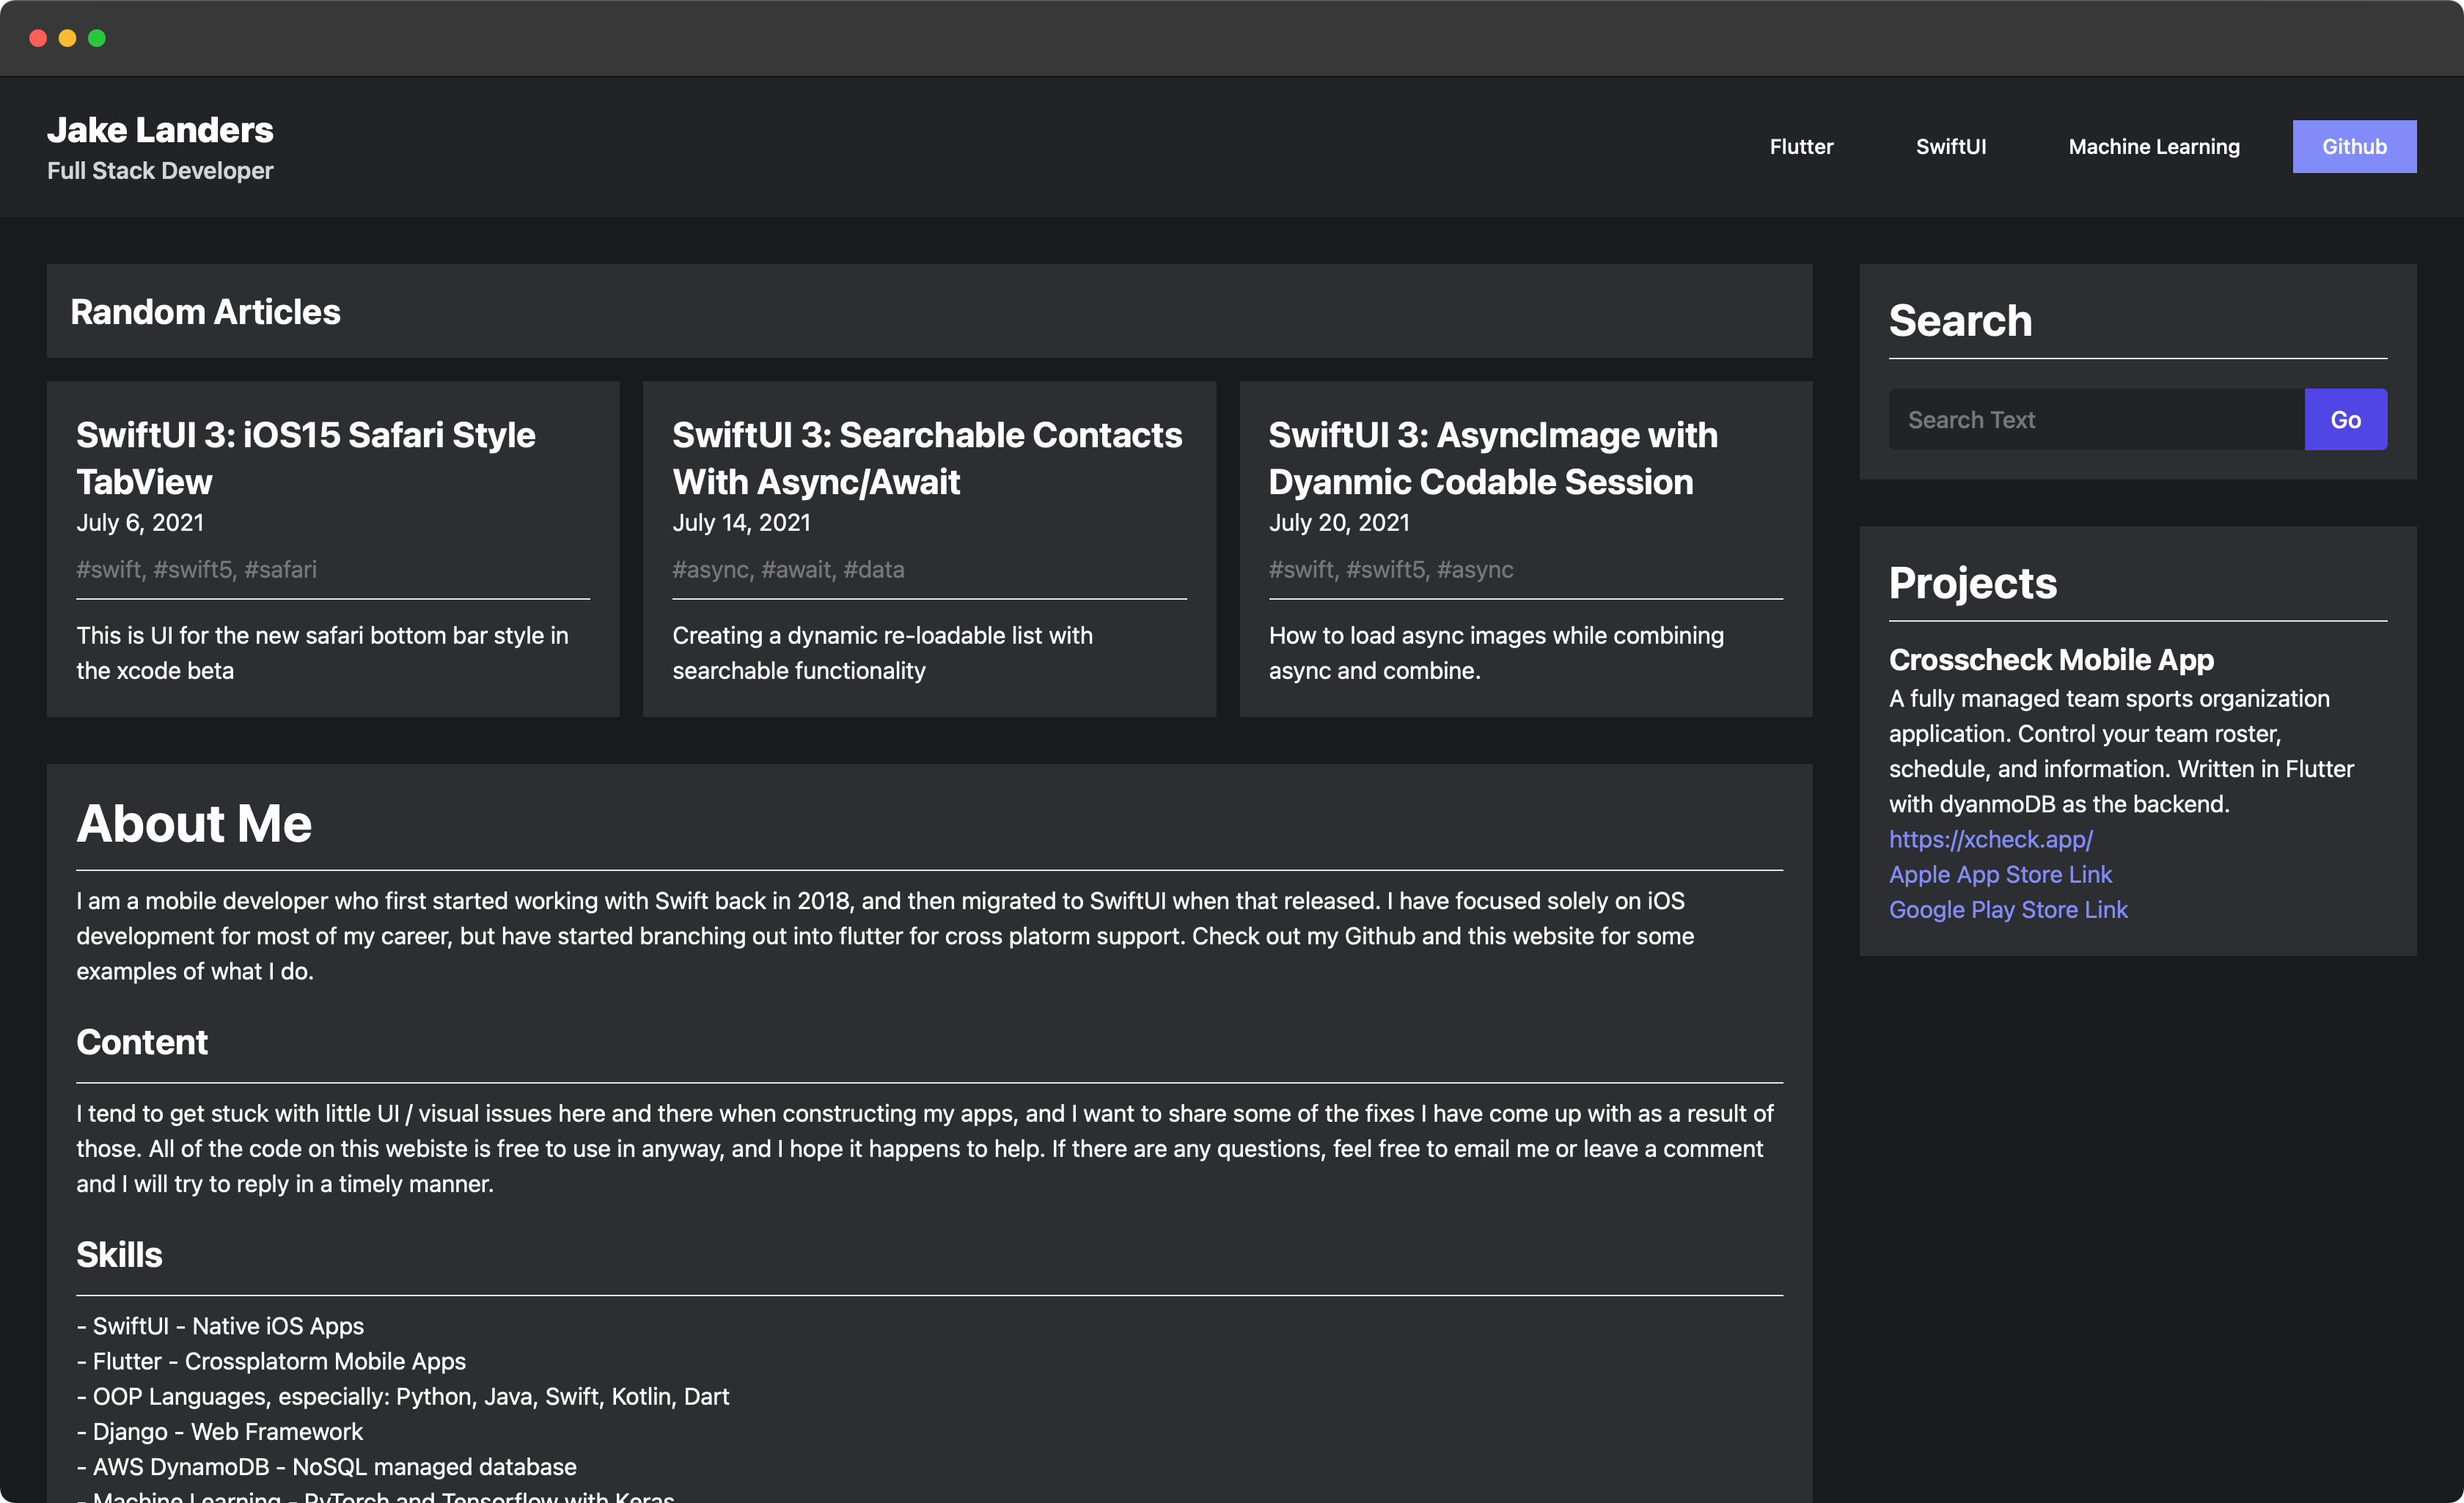 Jake Landers
Full Stack Developer
Flutter
SwiftUI
Machine Learning
Github
Random Articles
SwiftUI 3: iOS15 Safari Style
TabView
July 6, 2021
#swift, #swift5, #safari
This is UI for the new safari bottom bar style in
the xcode beta
SwiftUI 3: Searchable Contacts
With Async/Await
July 14, 2021
#async, #await, #data
Creating a dynamic re-loadable list with
searchable functionality
SwiftUI 3: AsyncImage with
Dyanmic Codable Session
July 20, 2021
#swift, #swift5, #async
How to load async images while combining
async and combine.
About Me
I am a mobile developer who first started working with Swift back in 2018, and then migrated to SwiftUI when that released. I have focused solely on iOS
development for most of my career, but have started branching out into flutter for cross platorm support. Check out my Github and this website for some
examples of what I do.
Content
I tend to get stuck with little UI / visual issues here and there when constructing my apps, and I want to share some of the fixes I have come up with as a result of
those. All of the code on this webiste is free to use in anyway, and I hope it happens to help. If there are any questions, feel free to email me or leave a comment
and I will try to reply in a timely manner.
Skills
- SwiftUI - Native iOS Apps
- Flutter - Crossplatorm Mobile Apps
- OOP Languages, especially: Python, Java, Swift, Kotlin, Dart
- Django - Web Framework
- AWS DynamoDB - NoSQL managed database
- Machine Learning - PyTorch and Tensorflow with Keras
Search
Search Text
Go
Projects
Crosscheck Mobile App
A fully managed team sports organization
application. Control your team roster,
schedule, and information. Written in Flutter
with dyanmoDB as the backend.
https://xcheck.app/
Apple App Store Link
Google Play Store Link